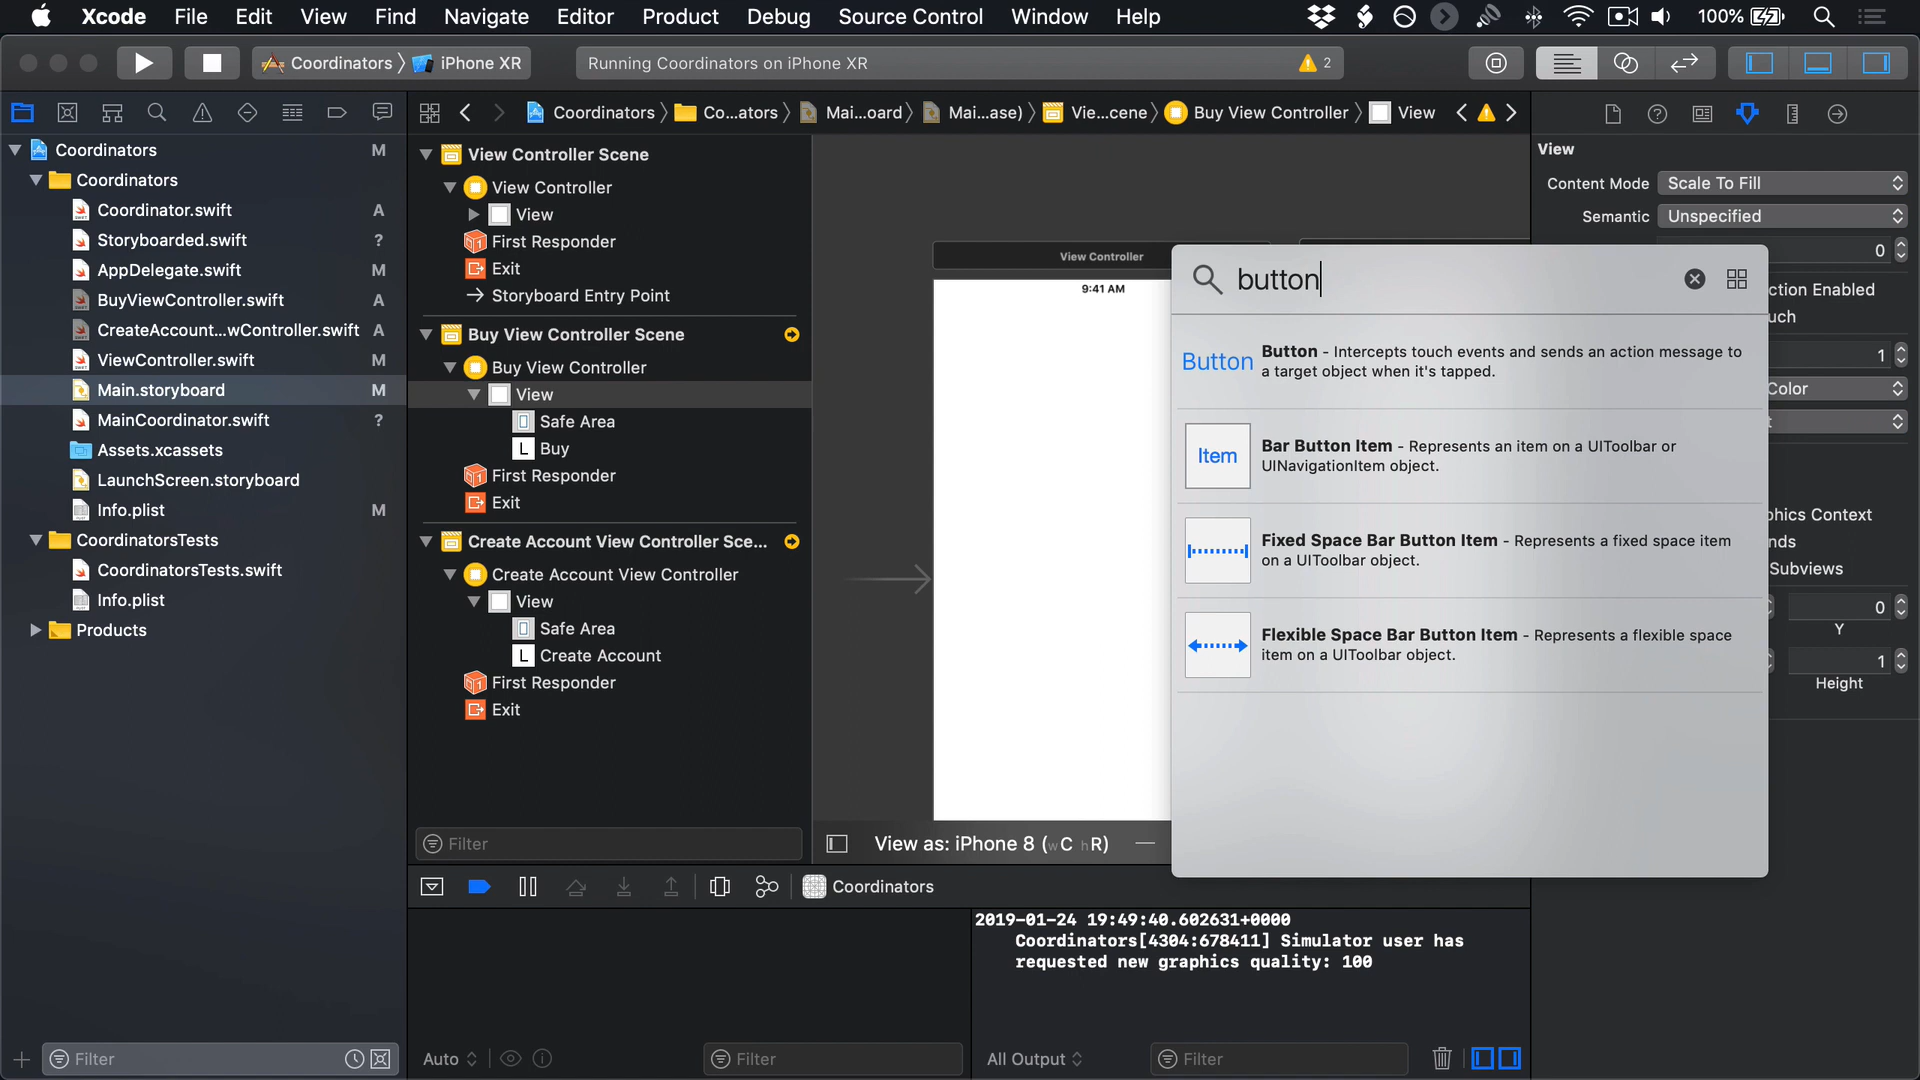 Xcode File Edit View Find Navigate Editor Product Debug Source Control Window Help 100%
Coordinators iPhone XR
Running Coordinators on iPhone XR
2
Coordinators Co...ators Mai...oard Mai...ase) Vie...cene Buy View Controller View
Coordinators M
Coordinators
Coordinator.swift A
Storyboarded.swift ?
AppDelegate.swift M
BuyViewController.swift A
CreateAccount...wController.swift A
ViewController.swift M
Main.storyboard M
MainCoordinator.swift ?
Assets.xcassets
LaunchScreen.storyboard
Info.plist M
CoordinatorsTests
CoordinatorsTests.swift
Info.plist
Products
Filter
View Controller Scene
View Controller
View
First Responder
Exit
Storyboard Entry Point
Buy View Controller Scene
Buy View Controller
View
Safe Area
L Buy
First Responder
Exit
Create Account View Controller Sce...
Create Account View Controller
View
Safe Area
L Create Account
First Responder
Exit
Filter
View Controller
9:41 AM
View as: iPhone 8 (wC hR)
button
Button
Button - Intercepts touch events and sends an action message to
a target object when it's tapped.
Item
Bar Button Item - Represents an item on a UIToolbar or
UINavigationItem object.
Fixed Space Bar Button Item - Represents a fixed space item
on a UIToolbar object.
Flexible Space Bar Button Item - Represents a flexible space
item on a UIToolbar object.
View
Content Mode Scale To Fill
Semantic Unspecified
0
ction Enabled
uch
1
Color
t
phics Context
nds
Subviews
0
Y
1
Height
Coordinators
2019-01-24 19:49:40.602631+0000
Coordinators[4304:678411] Simulator user has
requested new graphics quality: 100
Auto
Filter
All Output
Filter